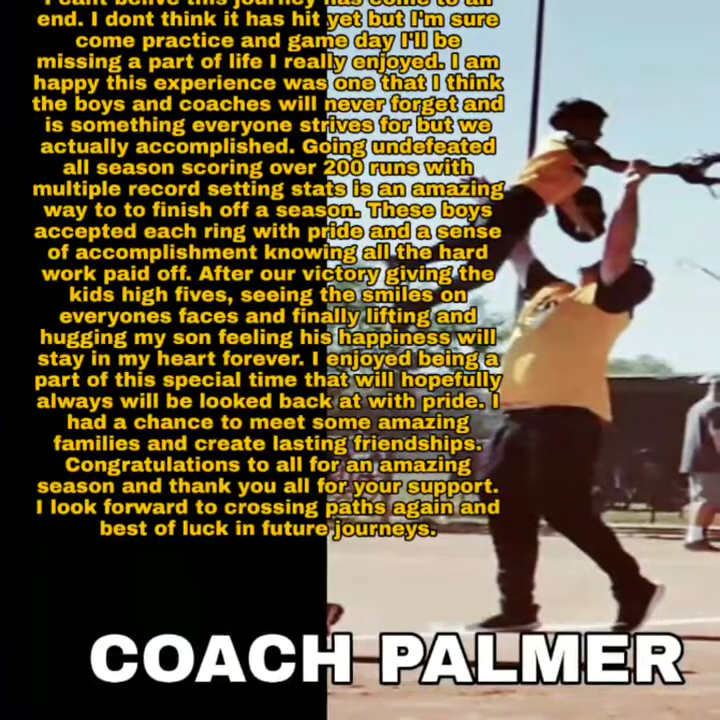 I cant belive this journey has come to an
end. I dont think it has hit yet but I'm sure
come practice and game day I'll be
missing a part of life I really enjoyed. I am
happy this experience was one that I think
the boys and coaches will never forget and
is something everyone strives for but we
actually accomplished. Going undefeated
all season scoring over 200 runs with
multiple record setting stats is an amazing
way to to finish off a season. These boys
accepted each ring with pride and a sense
of accomplishment knowing all the hard
work paid off. After our victory giving the
kids high fives, seeing the smiles on
everyones faces and finally lifting and
hugging my son feeling his happiness will
stay in my heart forever. I enjoyed being a
part of this special time that will hopefully
always will be looked back at with pride. I
had a chance to meet some amazing
families and create lasting friendships.
Congratulations to all for an amazing
season and thank you all for your support.
I look forward to crossing paths again and
best of luck in future journeys.
COACH PALMER